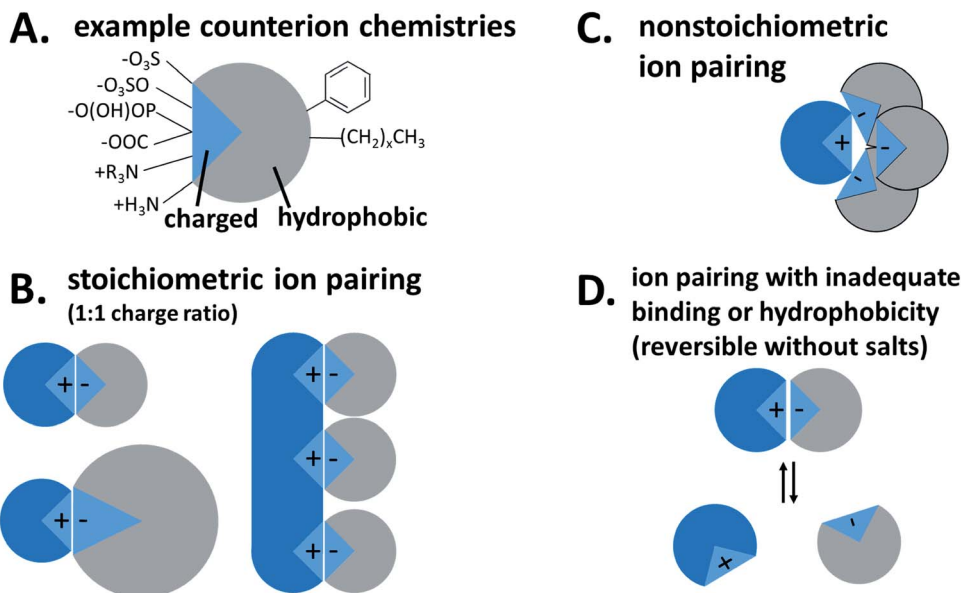 A. example counterion chemistries
-O₃S
-O₃SO
-O(OH)OP
-OOC
+R₃N
+H₃N
(CH₂)ₓCH₃
charged
hydrophobic
B. stoichiometric ion pairing
(1:1 charge ratio)
+ -
+ -
+ -
+ -
+ -
C. nonstoichiometric
ion pairing
-
+ -
-
D. ion pairing with inadequate
binding or hydrophobicity
(reversible without salts)
+ -
+ -